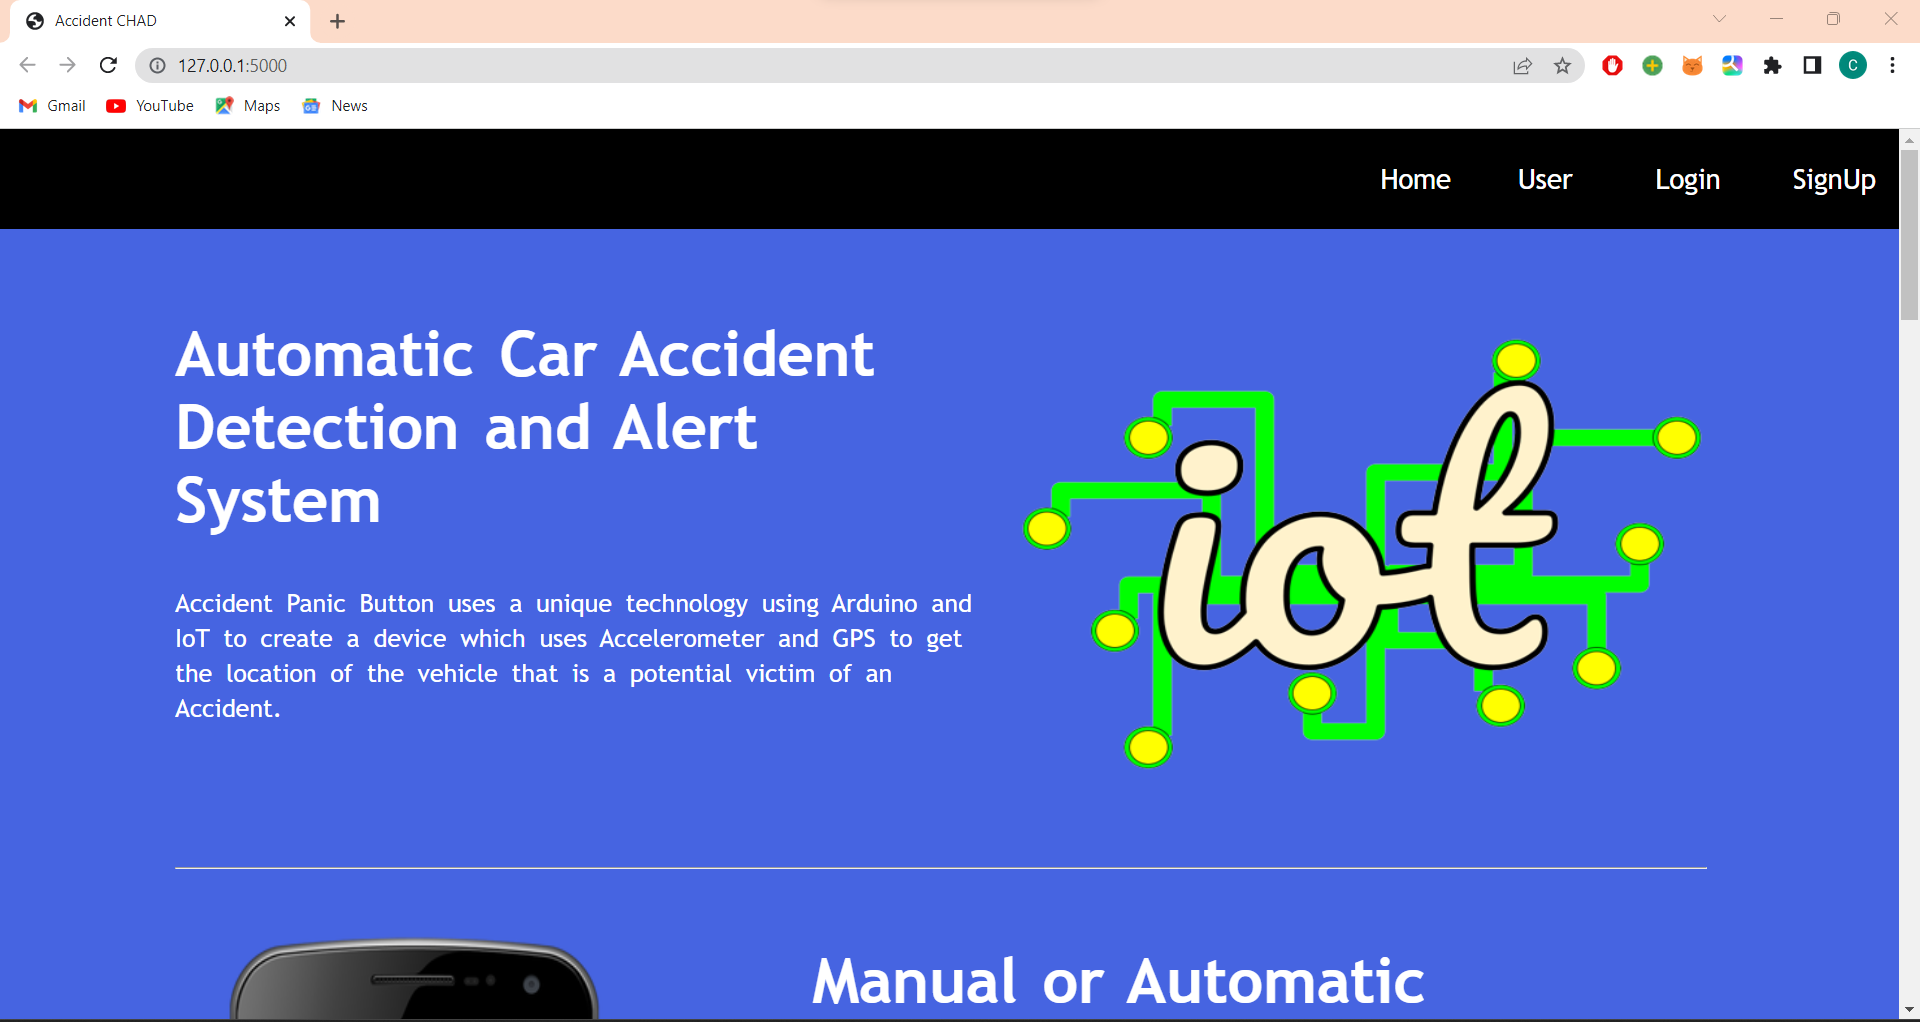 Accident CHAD
127.0.0.1:5000
C
Gmail YouTube Maps News
Home User Login SignUp
Automatic Car Accident
Detection and Alert
System
iot
Accident Panic Button uses a unique technology using Arduino and
IoT to create a device which uses Accelerometer and GPS to get
the location of the vehicle that is a potential victim of an
Accident.
Manual or Automatic